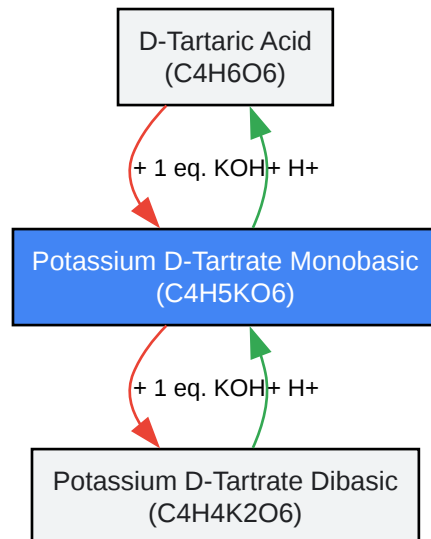 D-Tartaric Acid
(C4H6O6)
+ 1 eq. KOH
+ H+
Potassium D-Tartrate Monobasic
(C4H5KO6)
+ 1 eq. KOH
+ H+
Potassium D-Tartrate Dibasic
(C4H4K2O6)